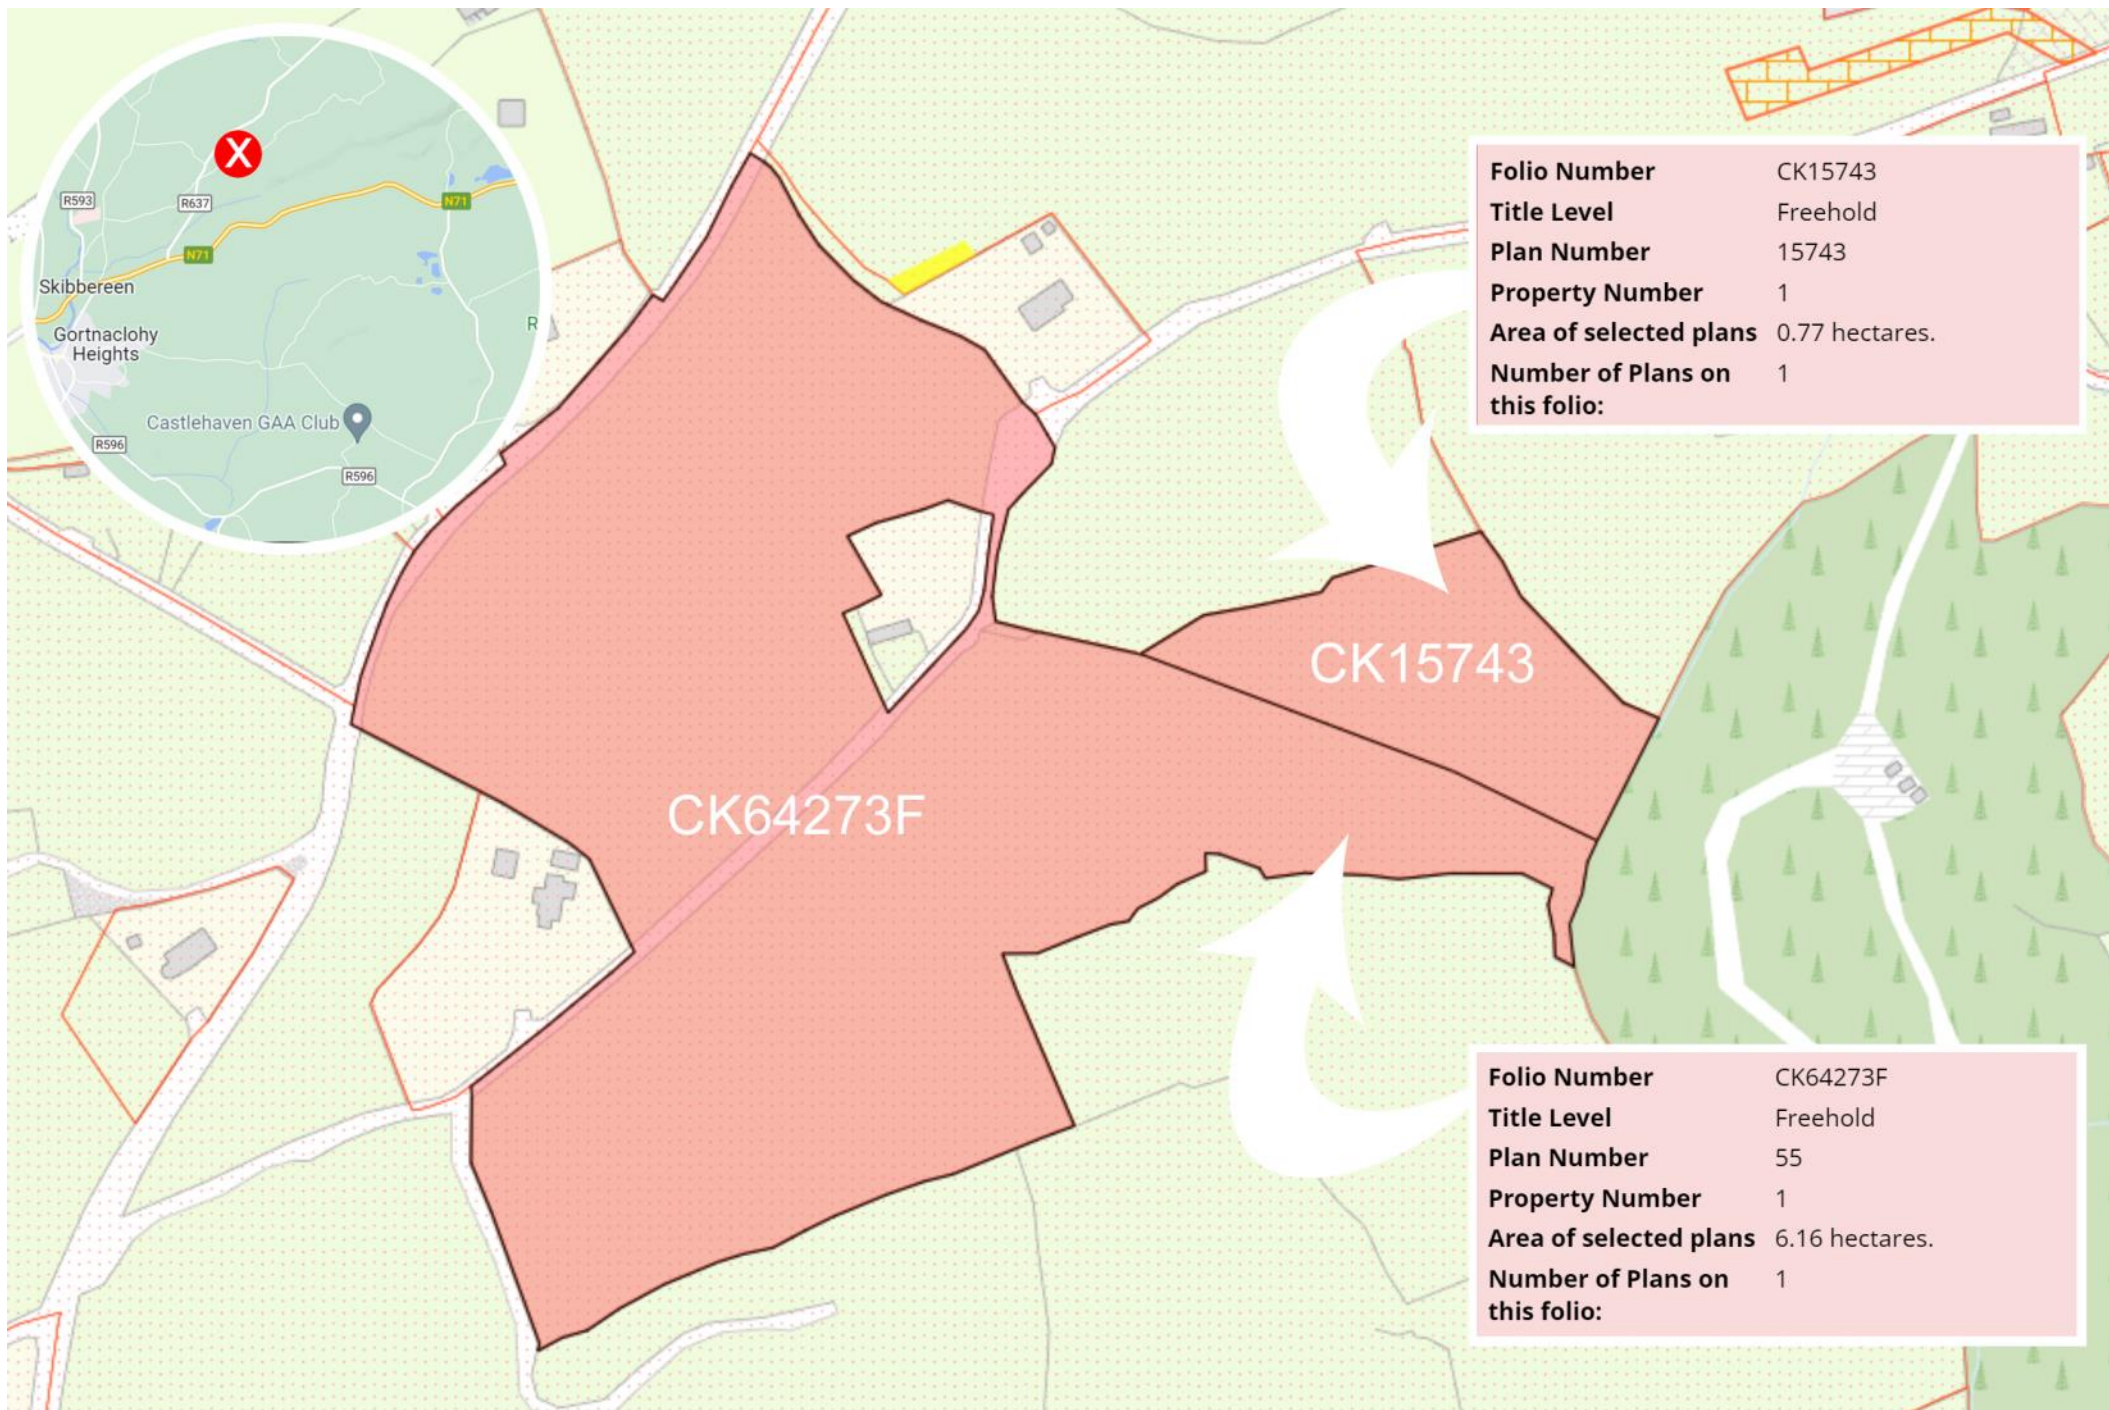 X
R593
R637
N71
N71
Skibbereen
Gortnaclohy
Heights
R
Castlehaven GAA Club
R596
R596
Folio Number CK15743
Title Level Freehold
Plan Number 15743
Property Number 1
Area of selected plans 0.77 hectares.
Number of Plans on 1
this folio:
CK15743
CK64273F
Folio Number CK64273F
Title Level Freehold
Plan Number 55
Property Number 1
Area of selected plans 6.16 hectares.
Number of Plans on 1
this folio: